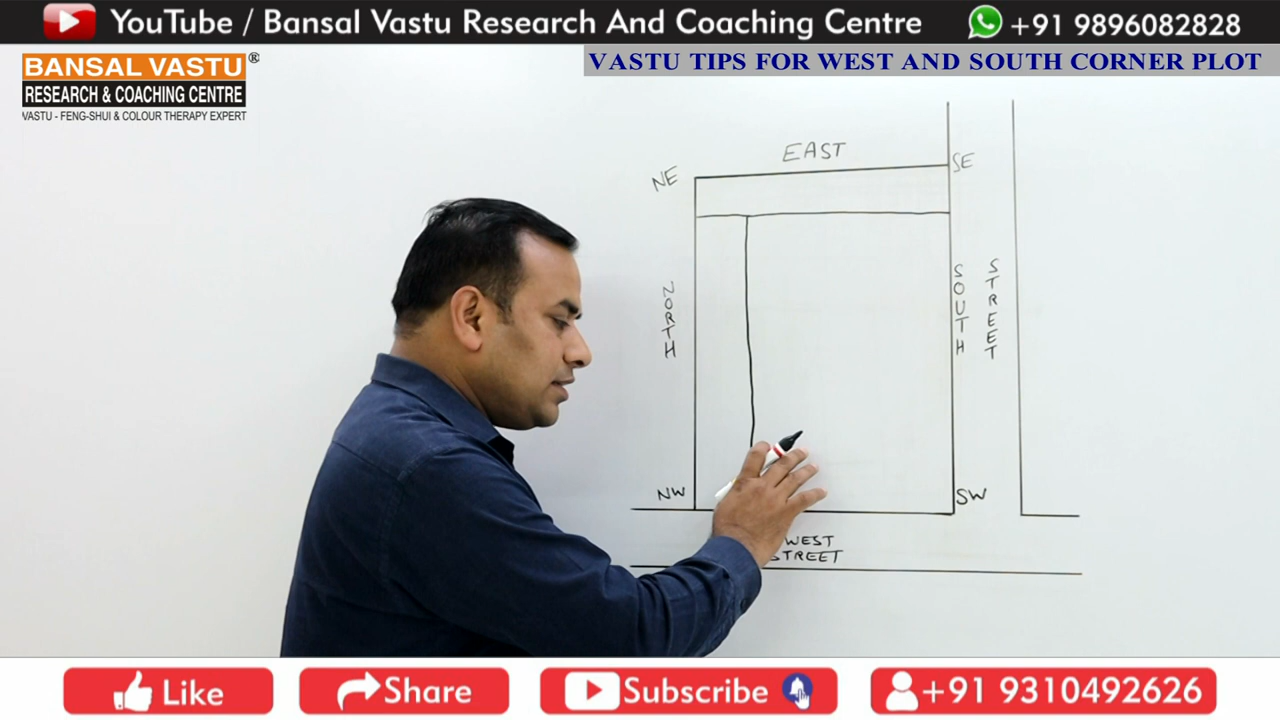 YouTube / Bansal Vastu Research And Coaching Centre
+91 9896082828
BANSAL VASTU®
RESEARCH & COACHING CENTRE
VASTU - FENG-SHUI & COLOUR THERAPY EXPERT
VASTU TIPS FOR WEST AND SOUTH CORNER PLOT
EAST
NE
SE
NORTH
SOUTH
STREET
NW
SW
WEST
STREET
Like
Share
Subscribe
+91 9310492626